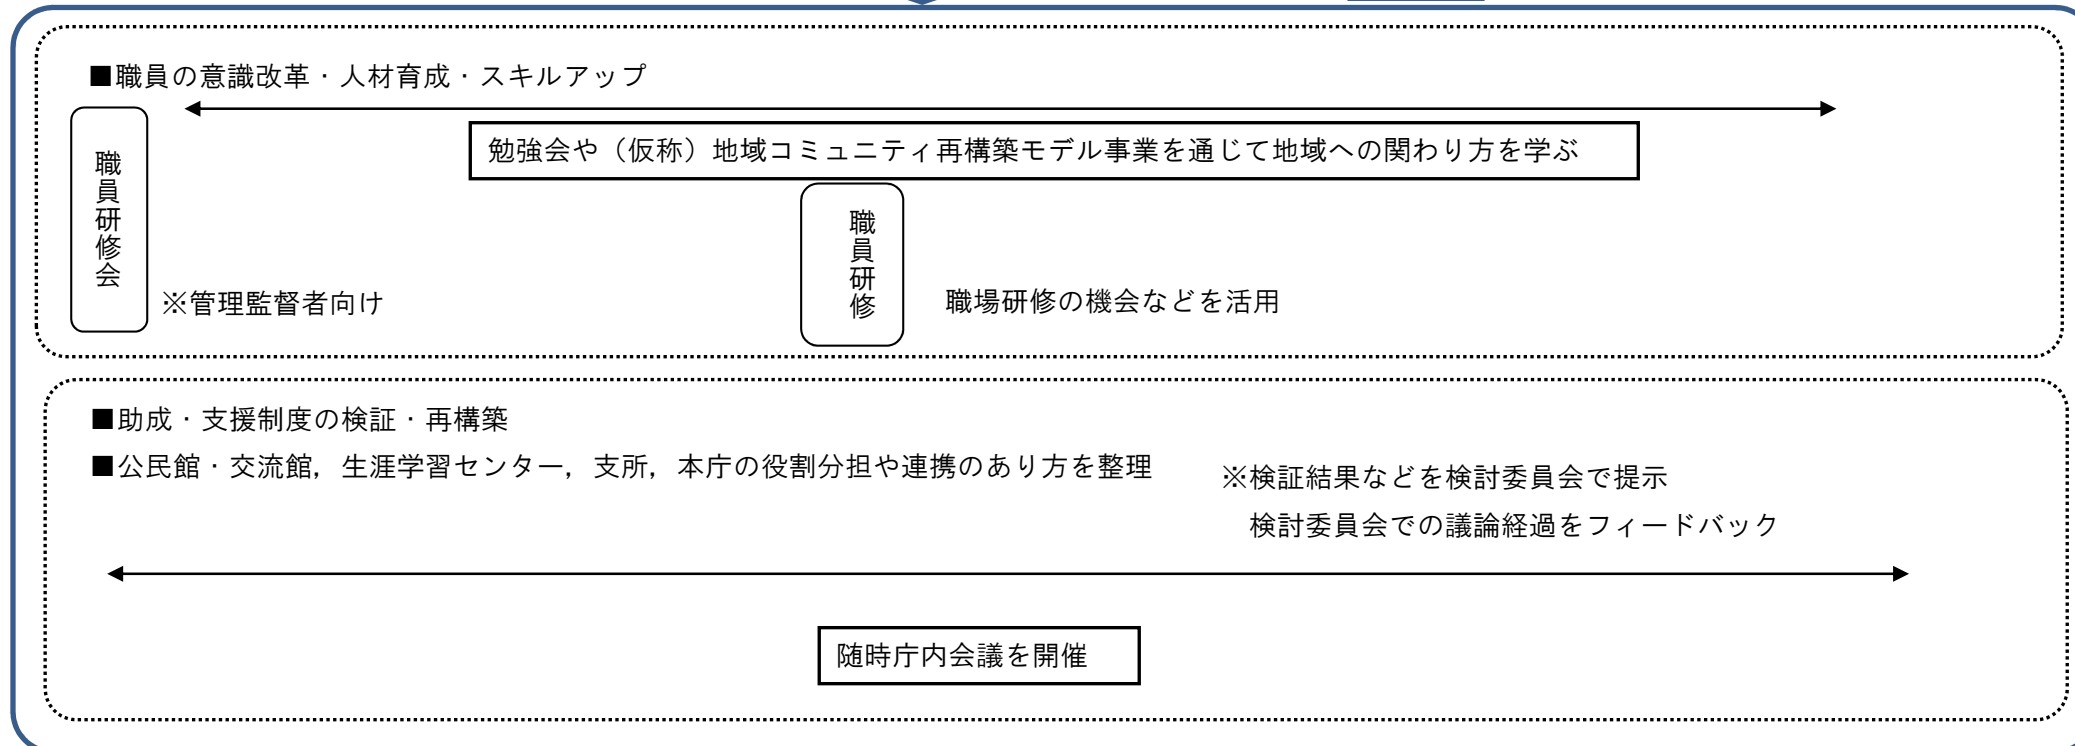 ■職員の意識改革・人材育成・スキルアップ
勉強会や（仮称）地域コミュニティ再構築モデル事業を通じて地域への関わり方を学ぶ
職員研修会
※管理監督者向け
職員研修
職場研修の機会などを活用
■助成・支援制度の検証・再構築
■公民館・交流館，生涯学習センター，支所，本庁の役割分担や連携のあり方を整理
※検証結果などを検討委員会で提示
検討委員会での議論経過をフィードバック
随時庁内会議を開催